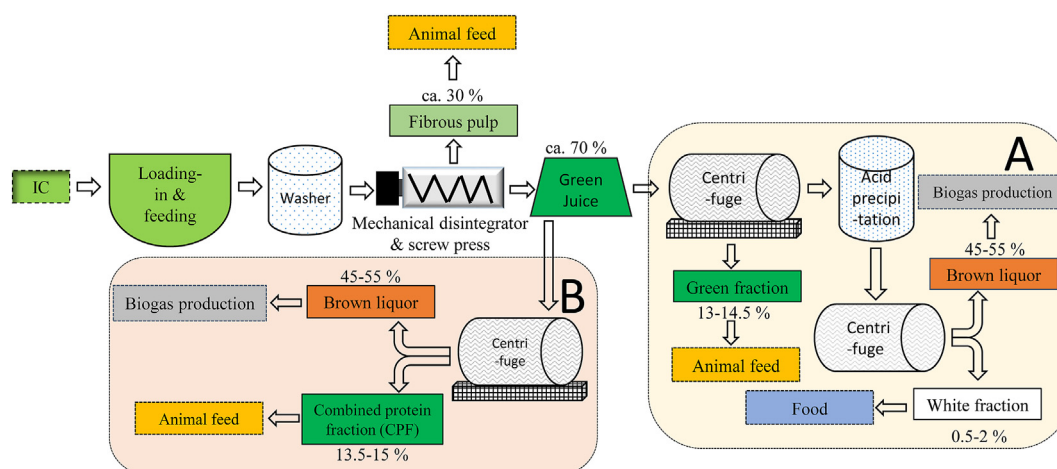 Animal feed
ca. 30 %
Fibrous pulp
IC
Loading-
in &
feeding
Washer
Mechanical disintegrator
& screw press
ca. 70 %
Green
Juice
A
Centri
-fuge
Acid
precipi
-tation
Biogas production
45-55 %
Brown liquor
Green fraction
13-14.5 %
Animal feed
Centri
-fuge
Food
White fraction
0.5-2 %
B
45-55 %
Biogas production
Brown liquor
Centri
-fuge
Animal feed
Combined protein
fraction (CPF)
13.5-15 %